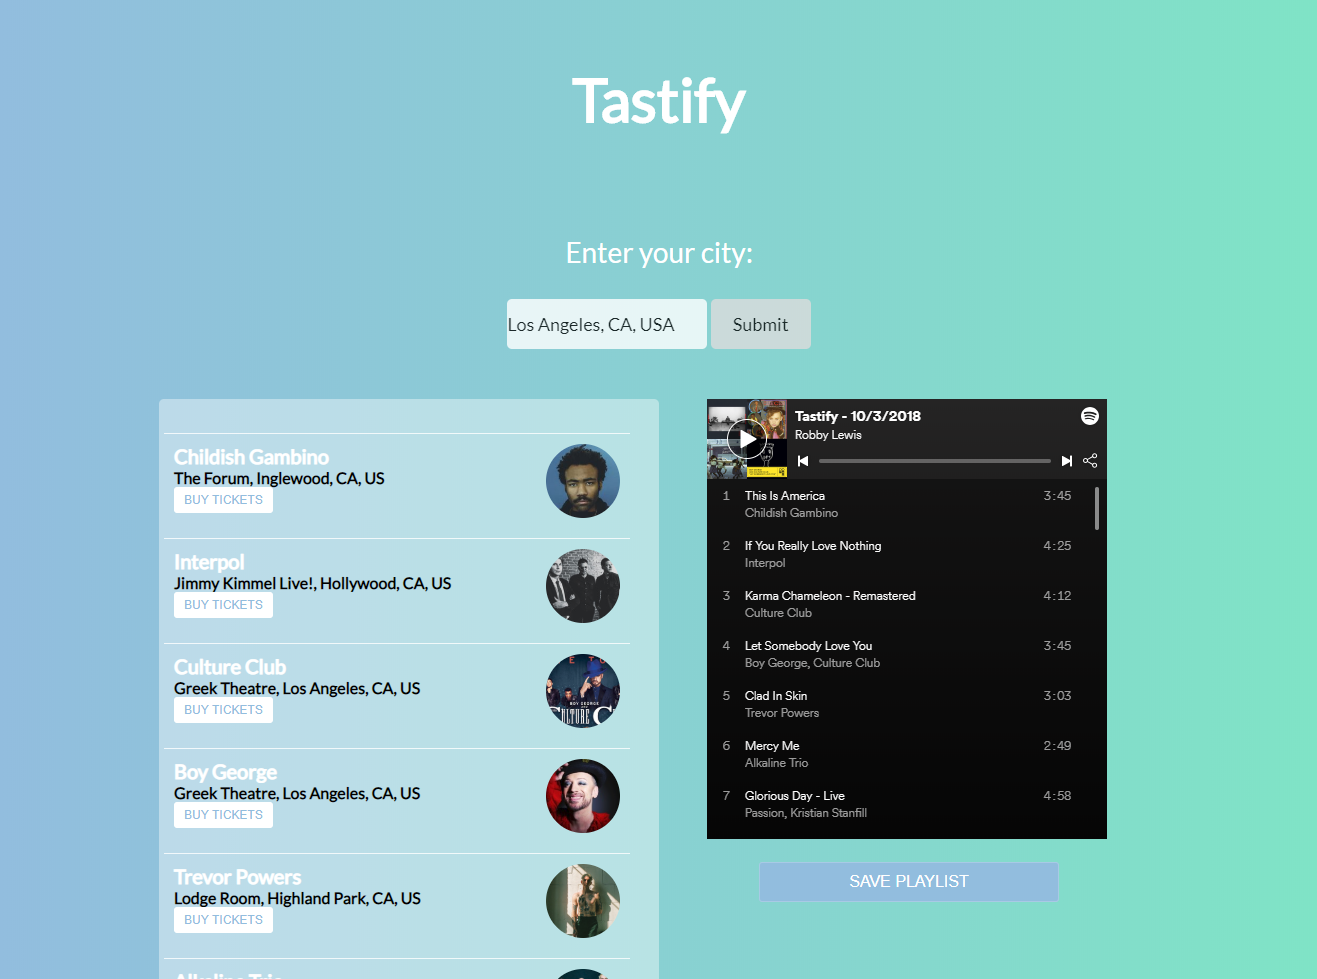 Tastify
Enter your city:
Los Angeles, CA, USA
Submit
Childish Gambino
The Forum, Inglewood, CA, US
BUY TICKETS
Interpol
Jimmy Kimmel Live!, Hollywood, CA, US
BUY TICKETS
Culture Club
Greek Theatre, Los Angeles, CA, US
BUY TICKETS
BOY GEORGE
Boy George
Greek Theatre, Los Angeles, CA, US
BUY TICKETS
Trevor Powers
Lodge Room, Highland Park, CA, US
BUY TICKETS
Alkaline Trio
Tastify - 10/3/2018
Robby Lewis
1 This Is America 3:45
Childish Gambino
2 If You Really Love Nothing 4:25
Interpol
3 Karma Chameleon - Remastered 4:12
Culture Club
4 Let Somebody Love You 3:45
Boy George, Culture Club
5 Clad In Skin 3:03
Trevor Powers
6 Mercy Me 2:49
Alkaline Trio
7 Glorious Day - Live 4:58
Passion, Kristian Stanfill
SAVE PLAYLIST